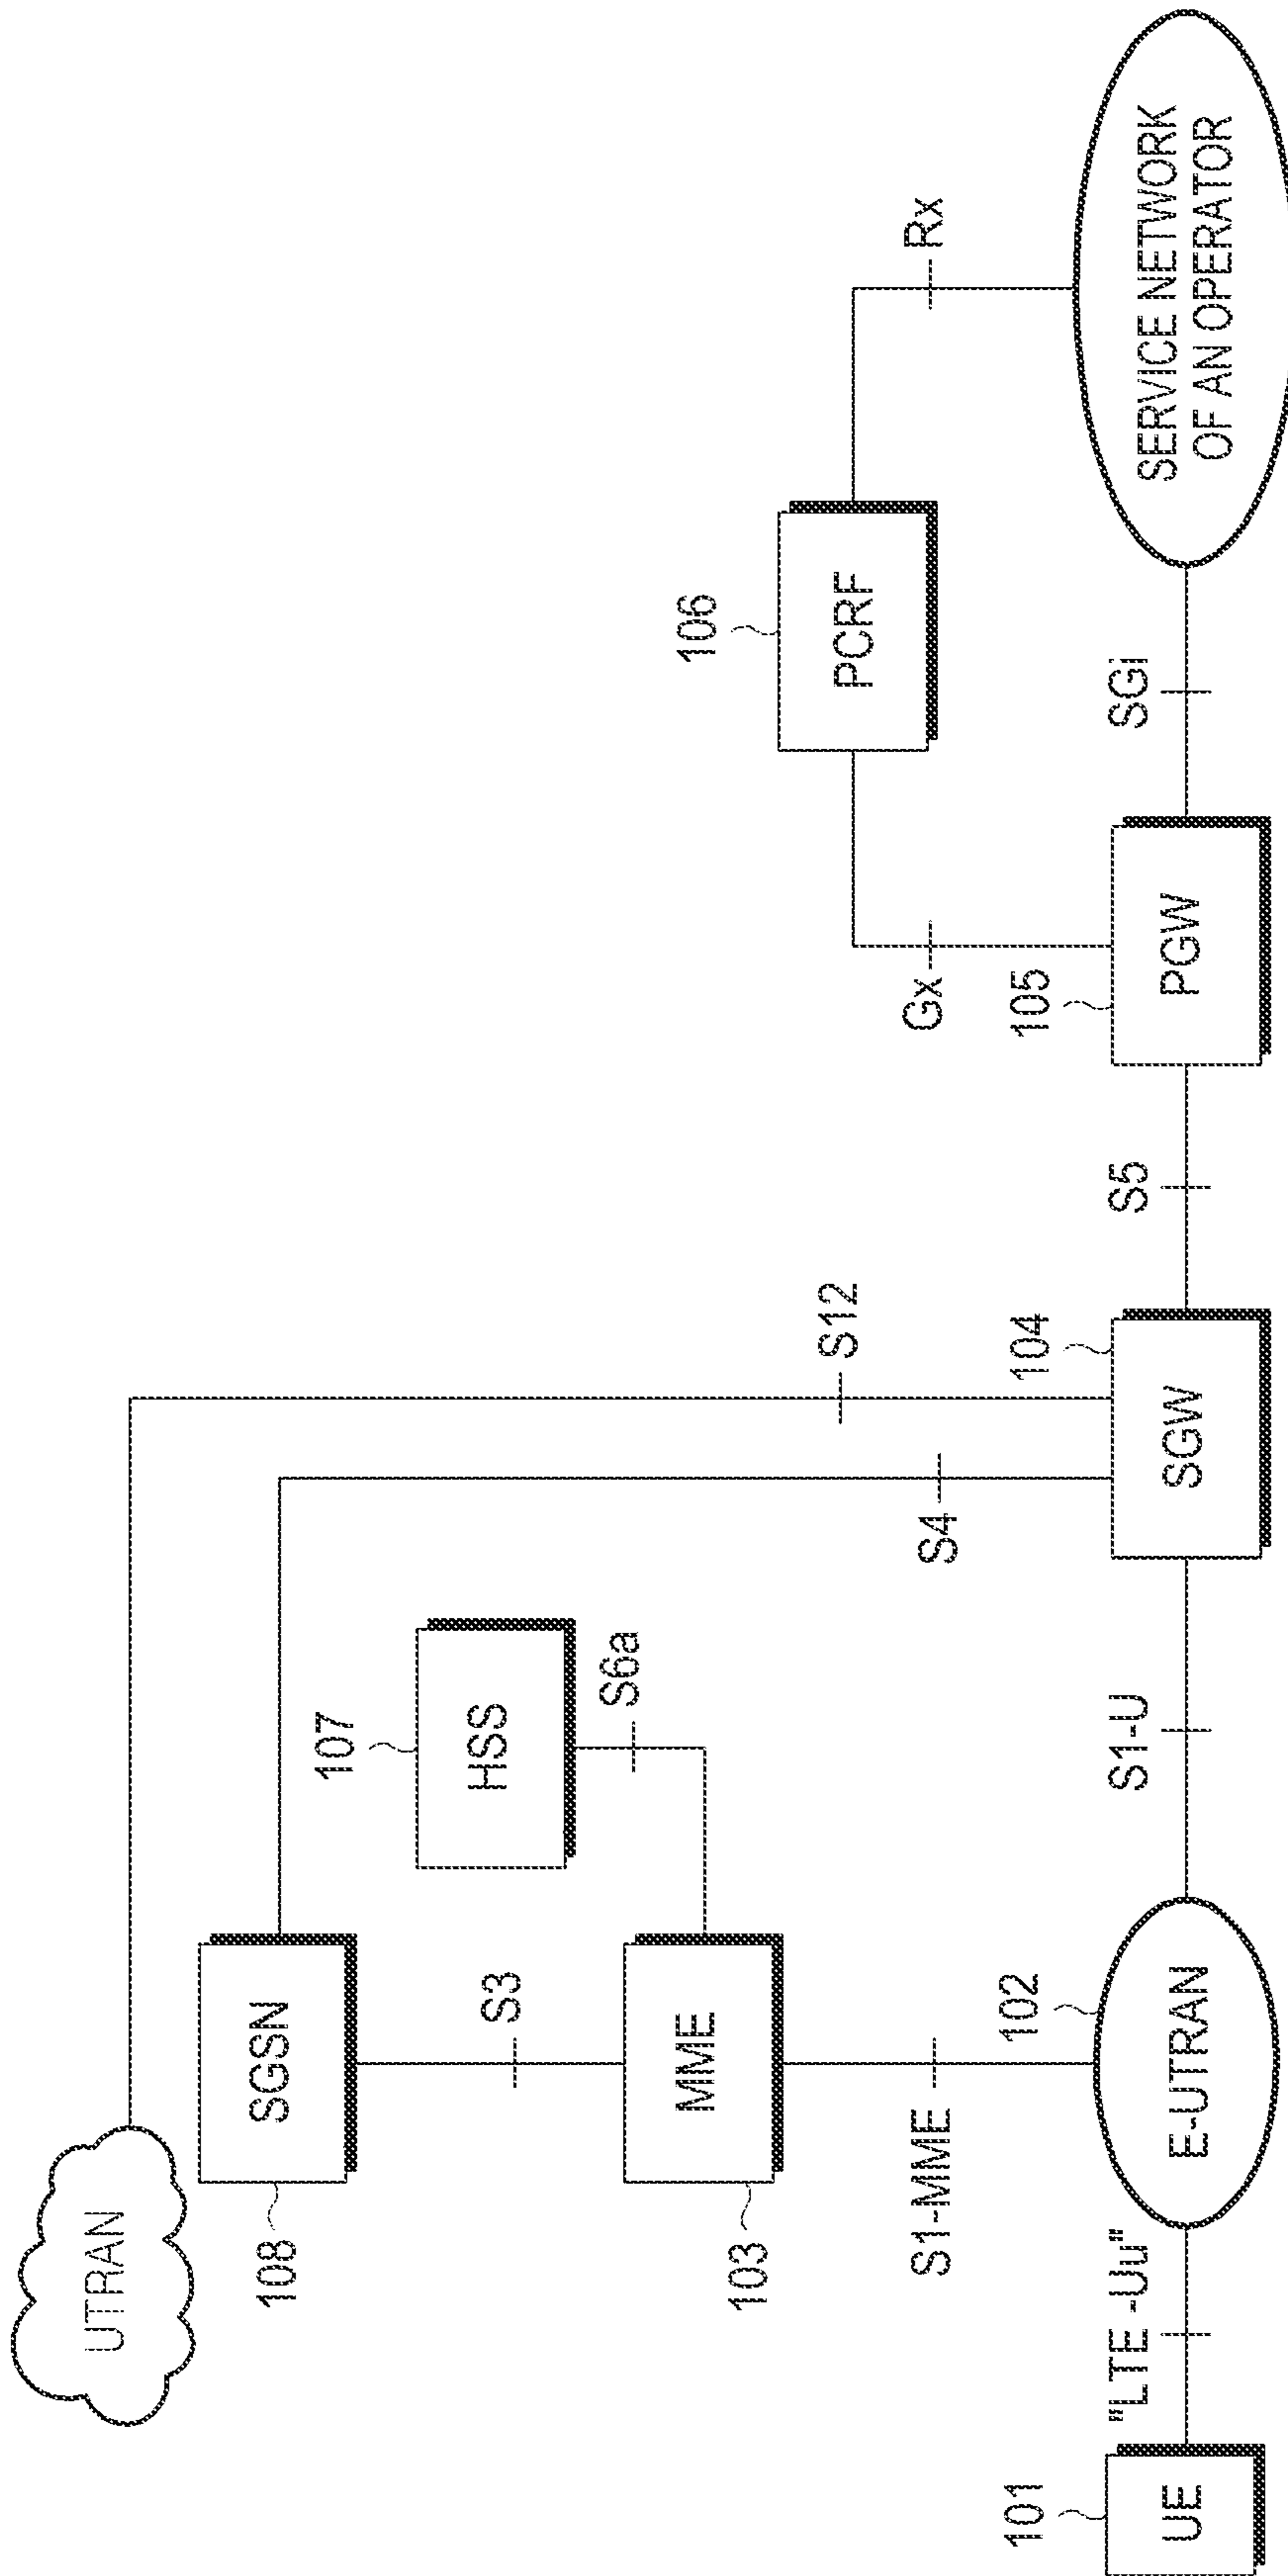 UTRAN
SGSN
108
S3
HSS
107
S6a
MME
103
S1-MME
S12
S4
PCRF
106
Gx
Rx
"LTE -Uu"
UE
101
E-UTRAN
102
S1-U
SGW
104
S5
PGW
105
SGi
SERVICE NETWORK
OF AN OPERATOR